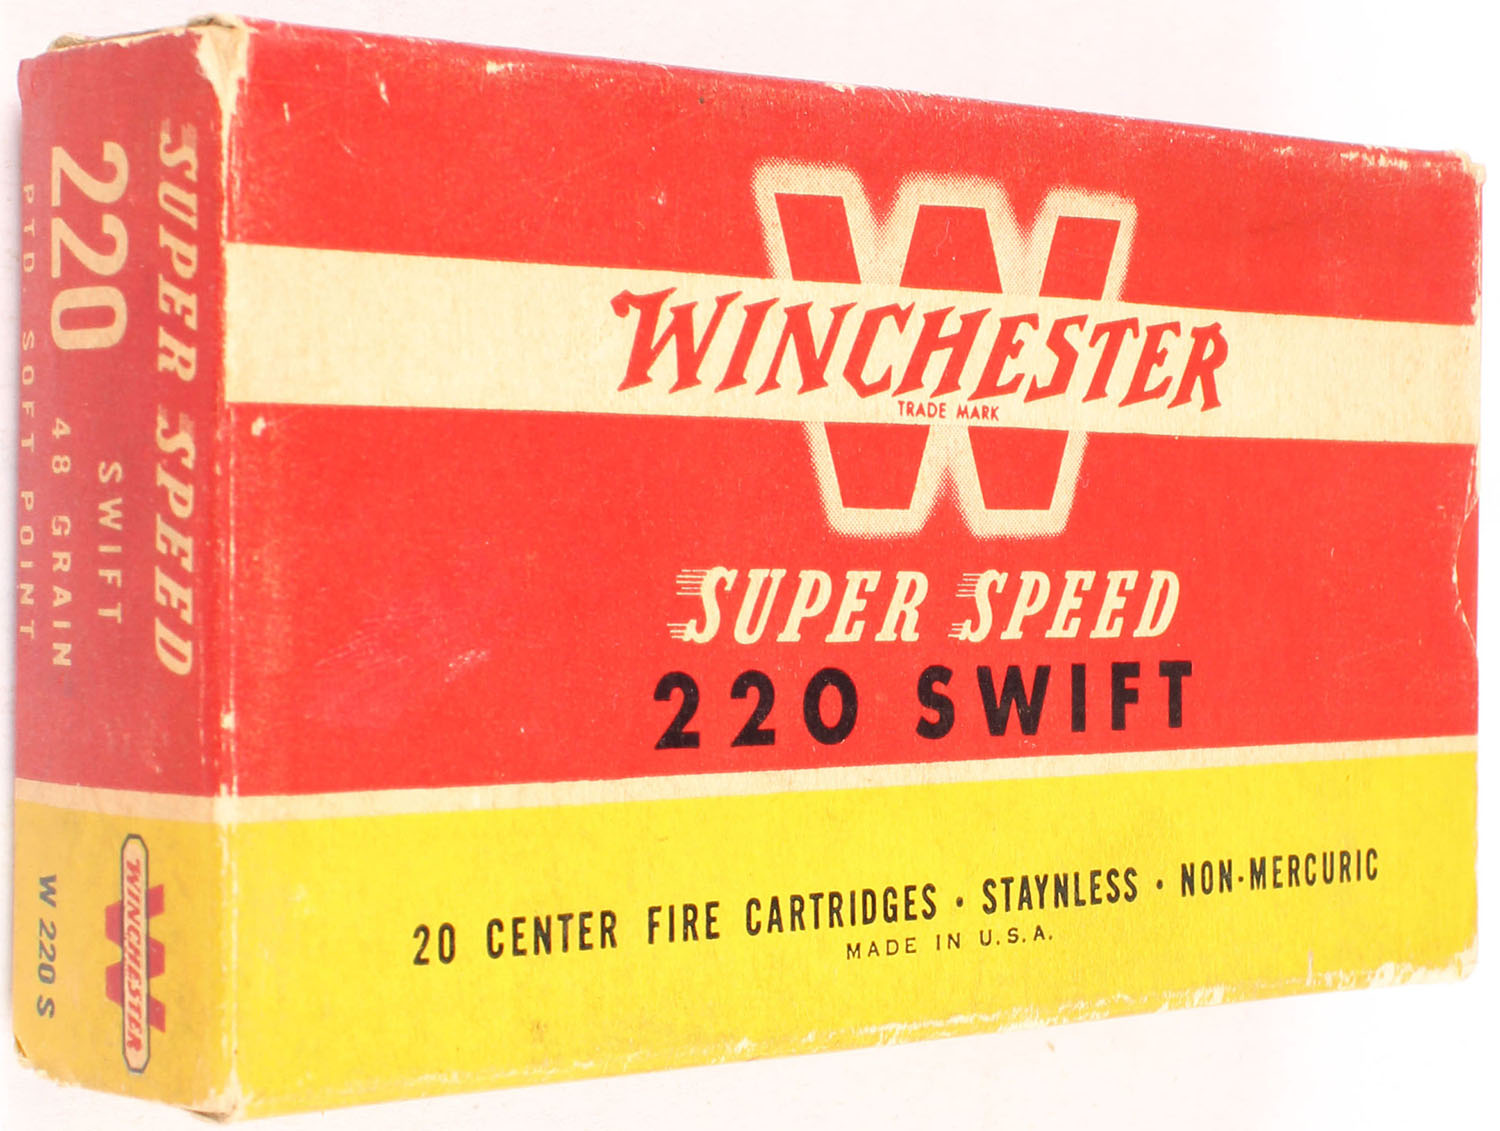 W
WINCHESTER
TRADE MARK
SUPER SPEED
220 SWIFT
20 CENTER FIRE CARTRIDGES · STAYNLESS · NON-MERCURIC
MADE IN U.S.A.
SUPER SPEED
220 SWIFT
48 GRAIN
PTD. SOFT POINT
W
WINCHESTER
W 220 S